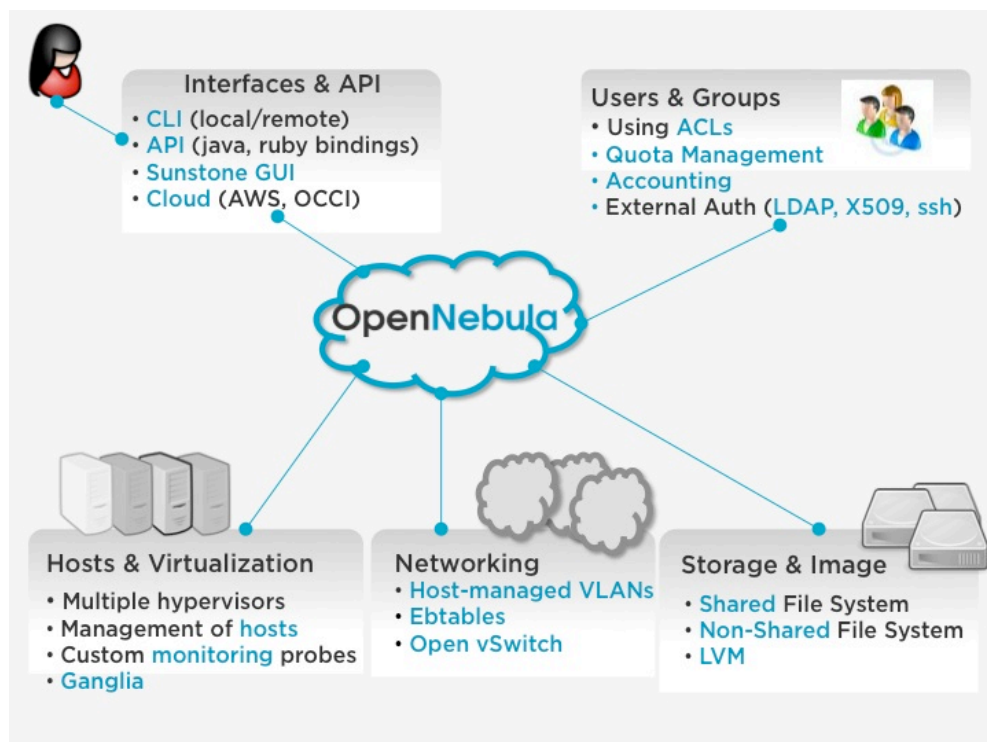 Interfaces & API
• CLI (local/remote)
• API (java, ruby bindings)
• Sunstone GUI
• Cloud (AWS, OCCI)
Users & Groups
• Using ACLs
• Quota Management
• Accounting
• External Auth (LDAP, X509, ssh)
OpenNebula
Hosts & Virtualization
• Multiple hypervisors
• Management of hosts
• Custom monitoring probes
• Ganglia
Networking
• Host-managed VLANs
• Ebtables
• Open vSwitch
Storage & Image
• Shared File System
• Non-Shared File System
• LVM